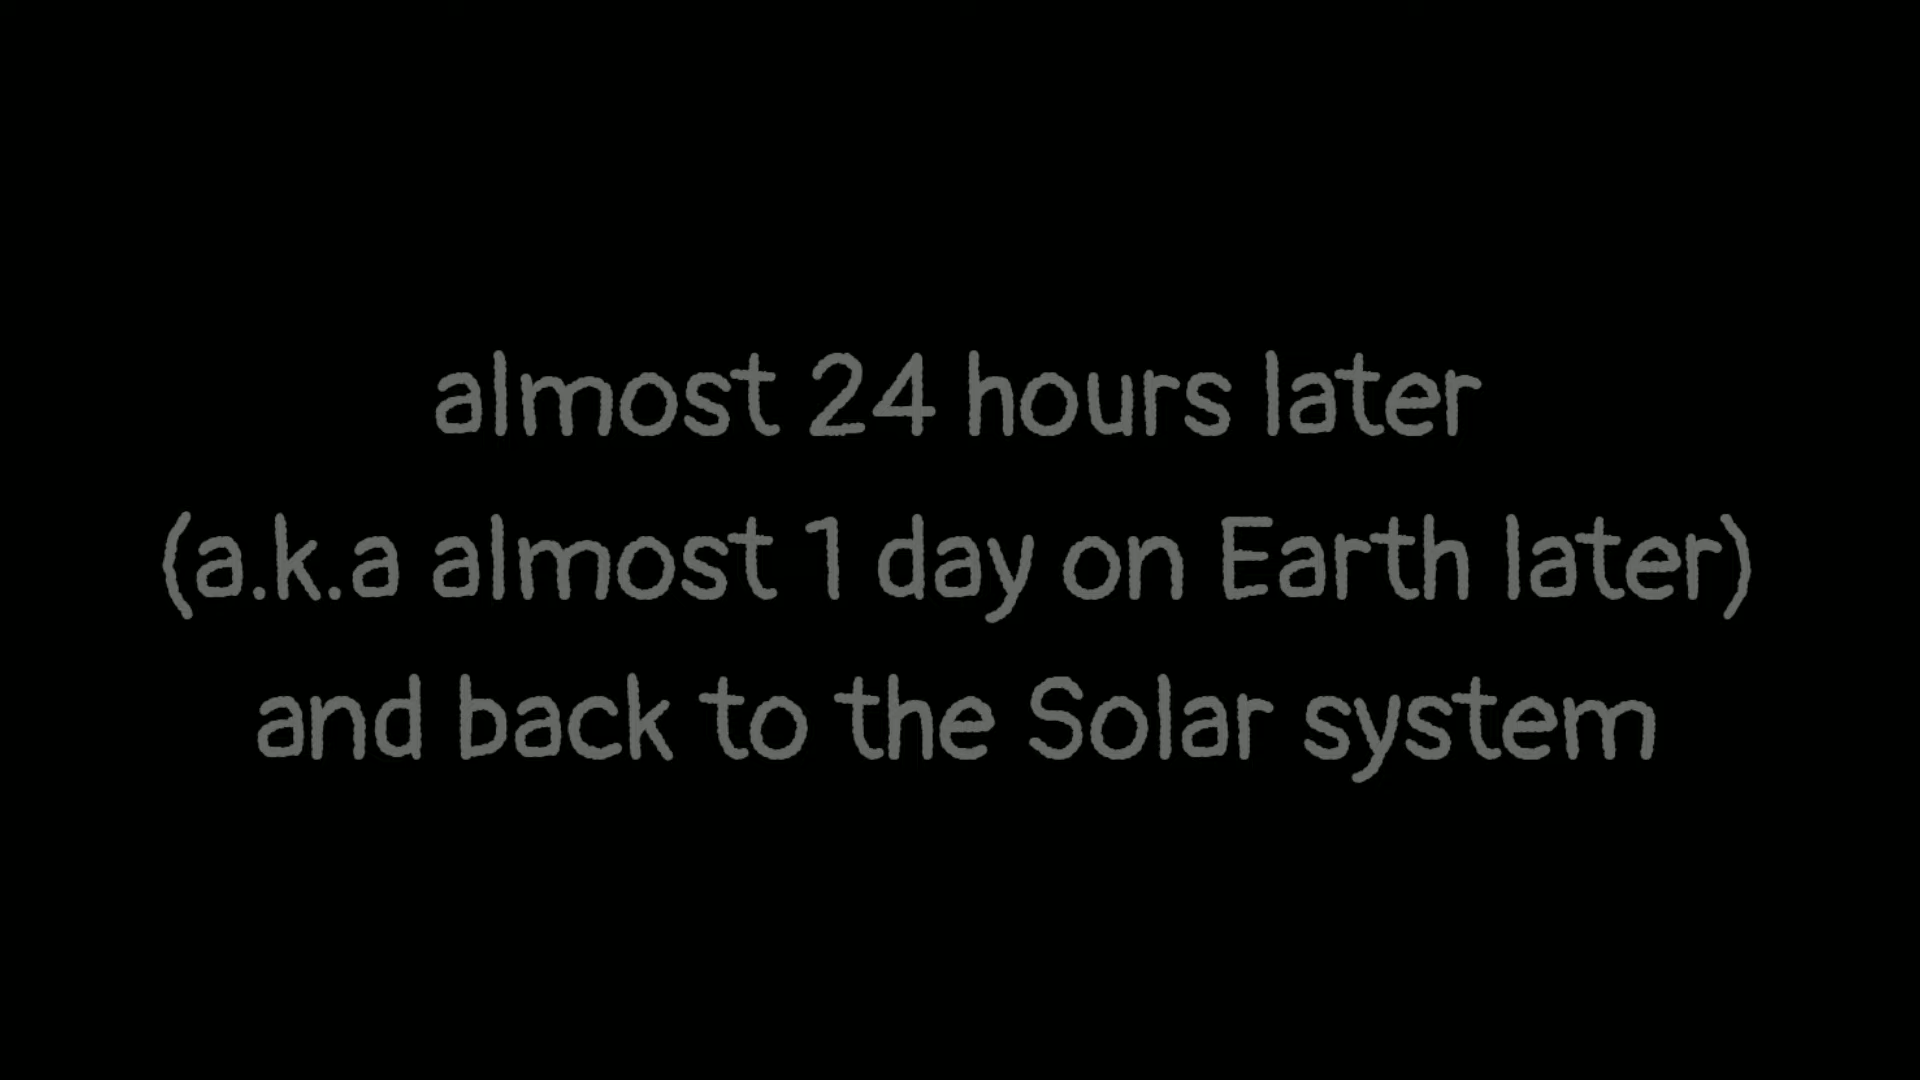 almost 24 hours later
(a.k.a almost 1 day on Earth later)
and back to the Solar system